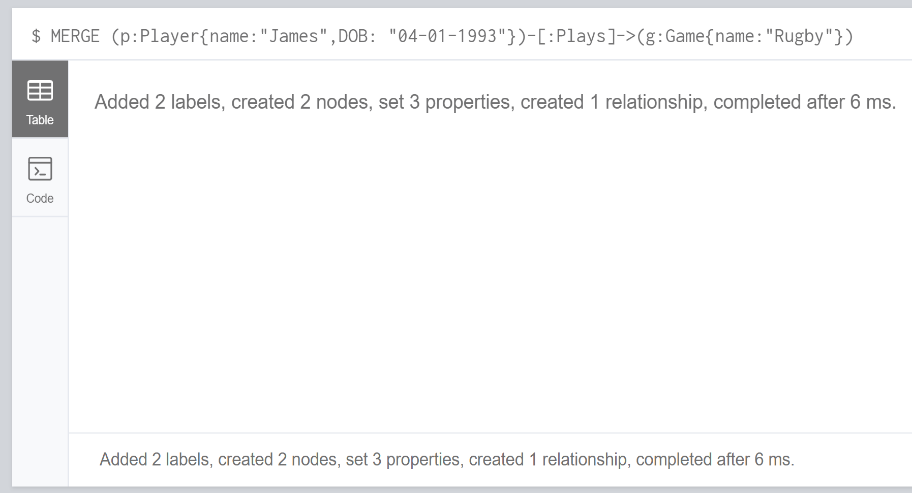 $ MERGE (p:Player{name:"James",DOB: "04-01-1993"})-[:Plays]->(g:Game{name:"Rugby"})
Table
Added 2 labels, created 2 nodes, set 3 properties, created 1 relationship, completed after 6 ms.
Code
Added 2 labels, created 2 nodes, set 3 properties, created 1 relationship, completed after 6 ms.